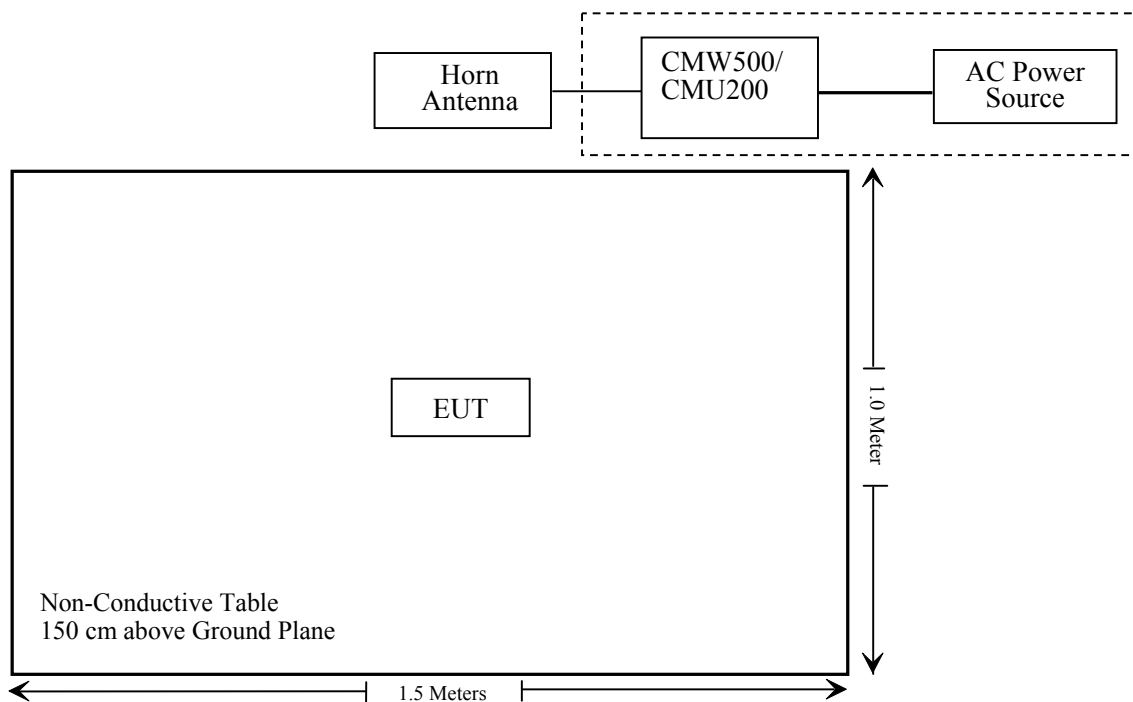 Horn
Antenna
CMW500/
CMU200
AC Power
Source
EUT
1.0 Meter
Non-Conductive Table
150 cm above Ground Plane
1.5 Meters